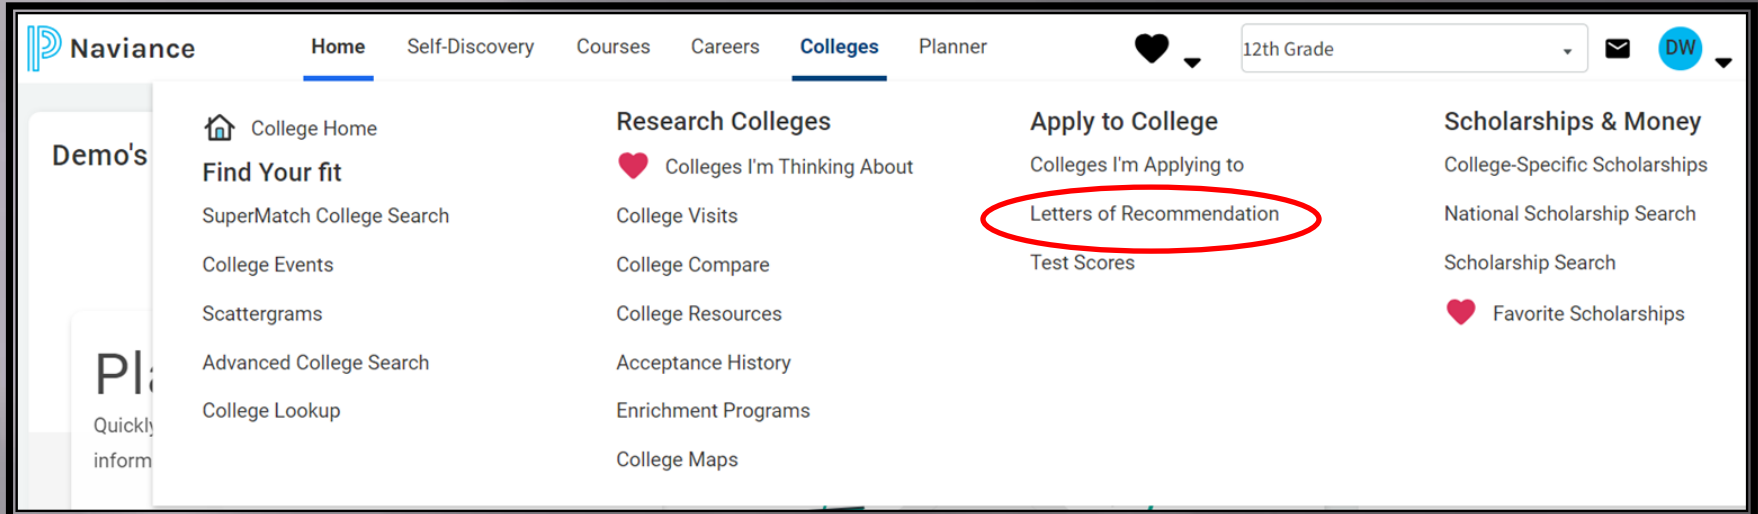 Naviance
Home Self-Discovery Courses Careers Colleges Planner
12th Grade
DW
Demo's
College Home
Find Your fit
SuperMatch College Search
College Events
Scattergrams
Advanced College Search
College Lookup
Research Colleges
Colleges I'm Thinking About
College Visits
College Compare
College Resources
Acceptance History
Enrichment Programs
College Maps
Apply to College
Colleges I'm Applying to
Letters of Recommendation
Test Scores
Scholarships & Money
College-Specific Scholarships
National Scholarship Search
Scholarship Search
Favorite Scholarships
Quickly
inform